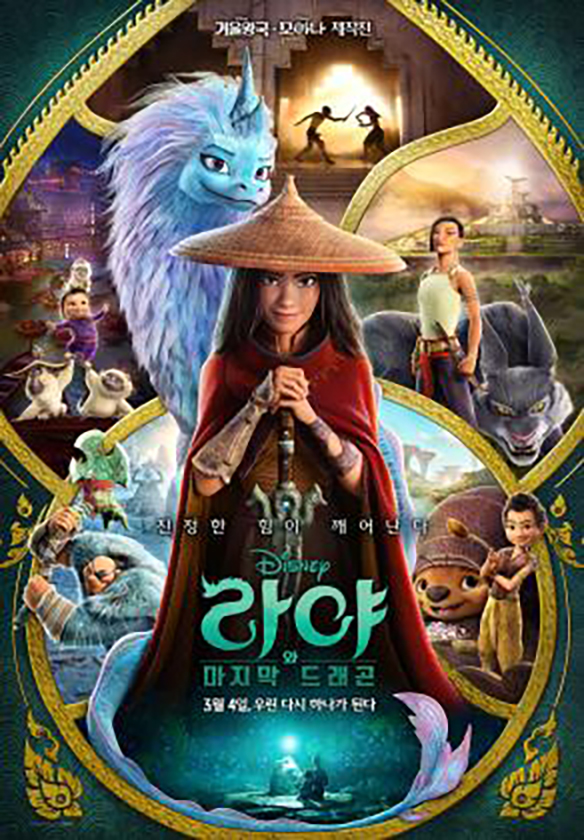 겨울왕국·모아나 제작진
진정한 힘이 깨어난다
Disney
라야
와
마지막 드래곤
3월 4일, 우린 다시 하나가 된다